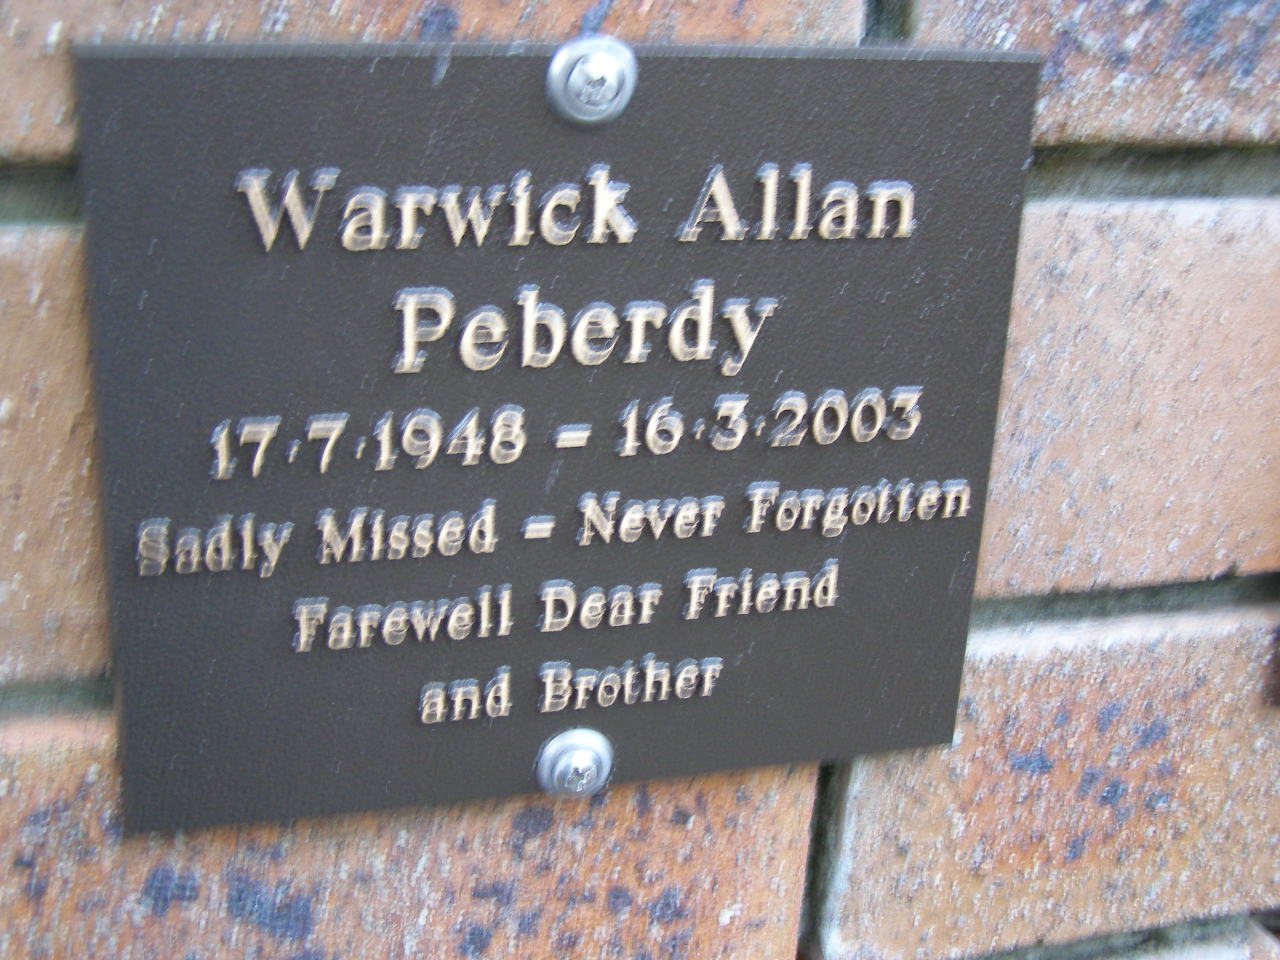 Warwick Allan
Peberdy
17·7·1948 – 16·3·2003
Sadly Missed – Never Forgotten
Farewell Dear Friend
and Brother